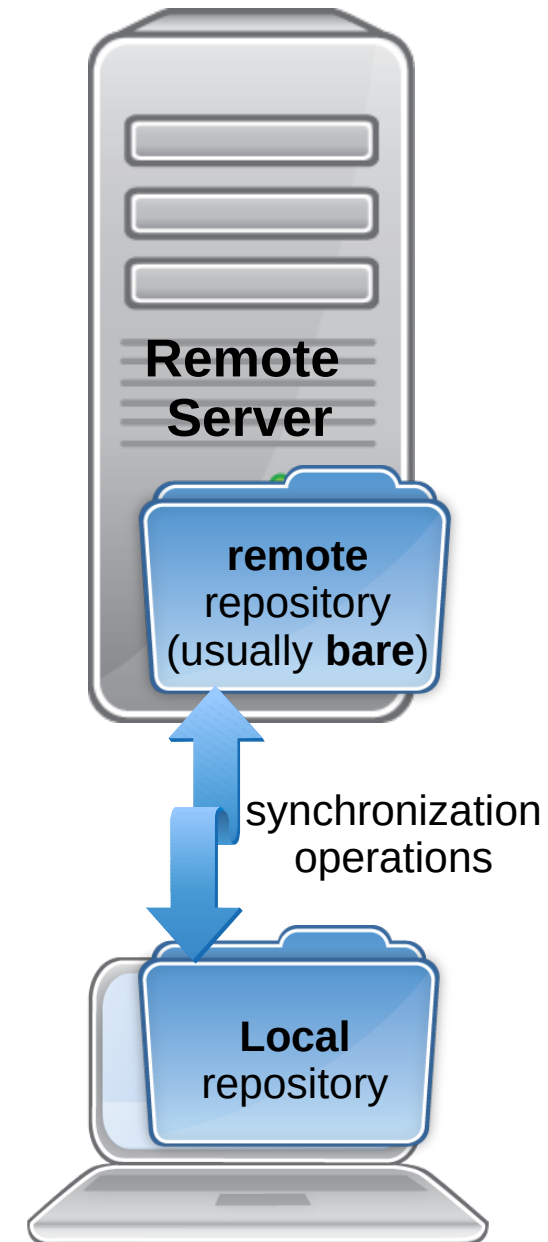 Remote
Server
remote
repository
(usually bare)
synchronization
operations
Local
repository